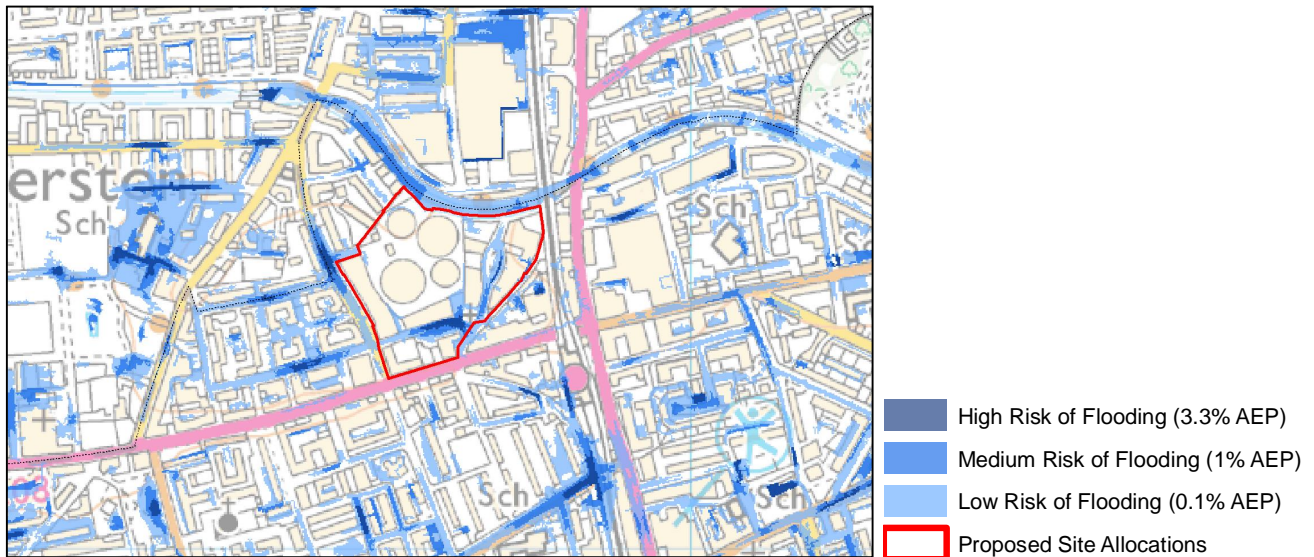 erston
Sch
Sch
Sch
Sch
High Risk of Flooding (3.3% AEP)
Medium Risk of Flooding (1% AEP)
Low Risk of Flooding (0.1% AEP)
Proposed Site Allocations